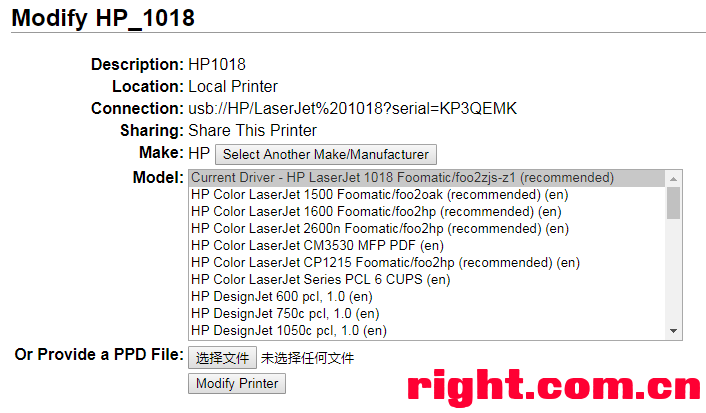 Modify HP_1018
Description: HP1018
Location: Local Printer
Connection: usb://HP/LaserJet%201018?serial=KP3QEMK
Sharing: Share This Printer
Make: HP Select Another Make/Manufacturer
Model: Current Driver - HP LaserJet 1018 Foomatic/foo2zjs-z1 (recommended)
HP Color LaserJet 1500 Foomatic/foo2oak (recommended) (en)
HP Color LaserJet 1600 Foomatic/foo2hp (recommended) (en)
HP Color LaserJet 2600n Foomatic/foo2hp (recommended) (en)
HP Color LaserJet CM3530 MFP PDF (en)
HP Color LaserJet CP1215 Foomatic/foo2hp (recommended) (en)
HP Color LaserJet Series PCL 6 CUPS (en)
HP DesignJet 600 pcl, 1.0 (en)
HP DesignJet 750c pcl, 1.0 (en)
HP DesignJet 1050c pcl, 1.0 (en)
Or Provide a PPD File: 选择文件 未选择任何文件
Modify Printer
right.com.cn